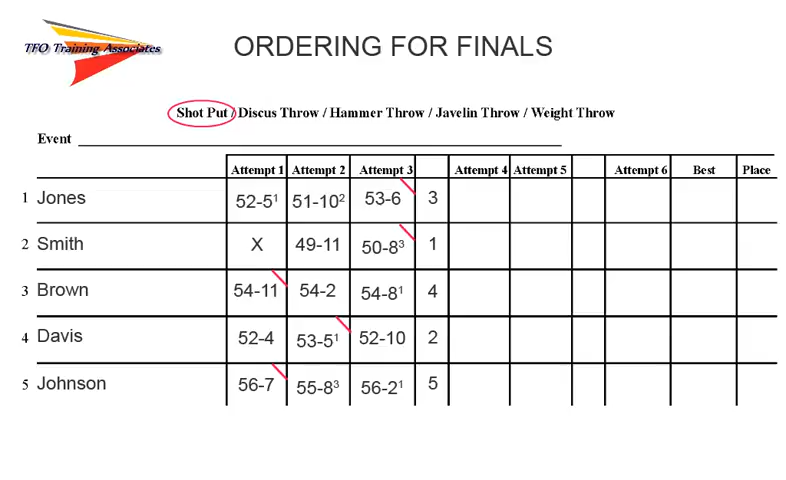 TFO Training Associates
ORDERING FOR FINALS
Shot Put / Discus Throw / Hammer Throw / Javelin Throw / Weight Throw
Event
Attempt 1 Attempt 2 Attempt 3 Attempt 4 Attempt 5 Attempt 6 Best Place
1 Jones 52-5¹ 51-10² 53-6 3
2 Smith X 49-11 50-8³ 1
3 Brown 54-11 54-2 54-8¹ 4
4 Davis 52-4 53-5¹ 52-10 2
5 Johnson 56-7 55-8³ 56-2¹ 5